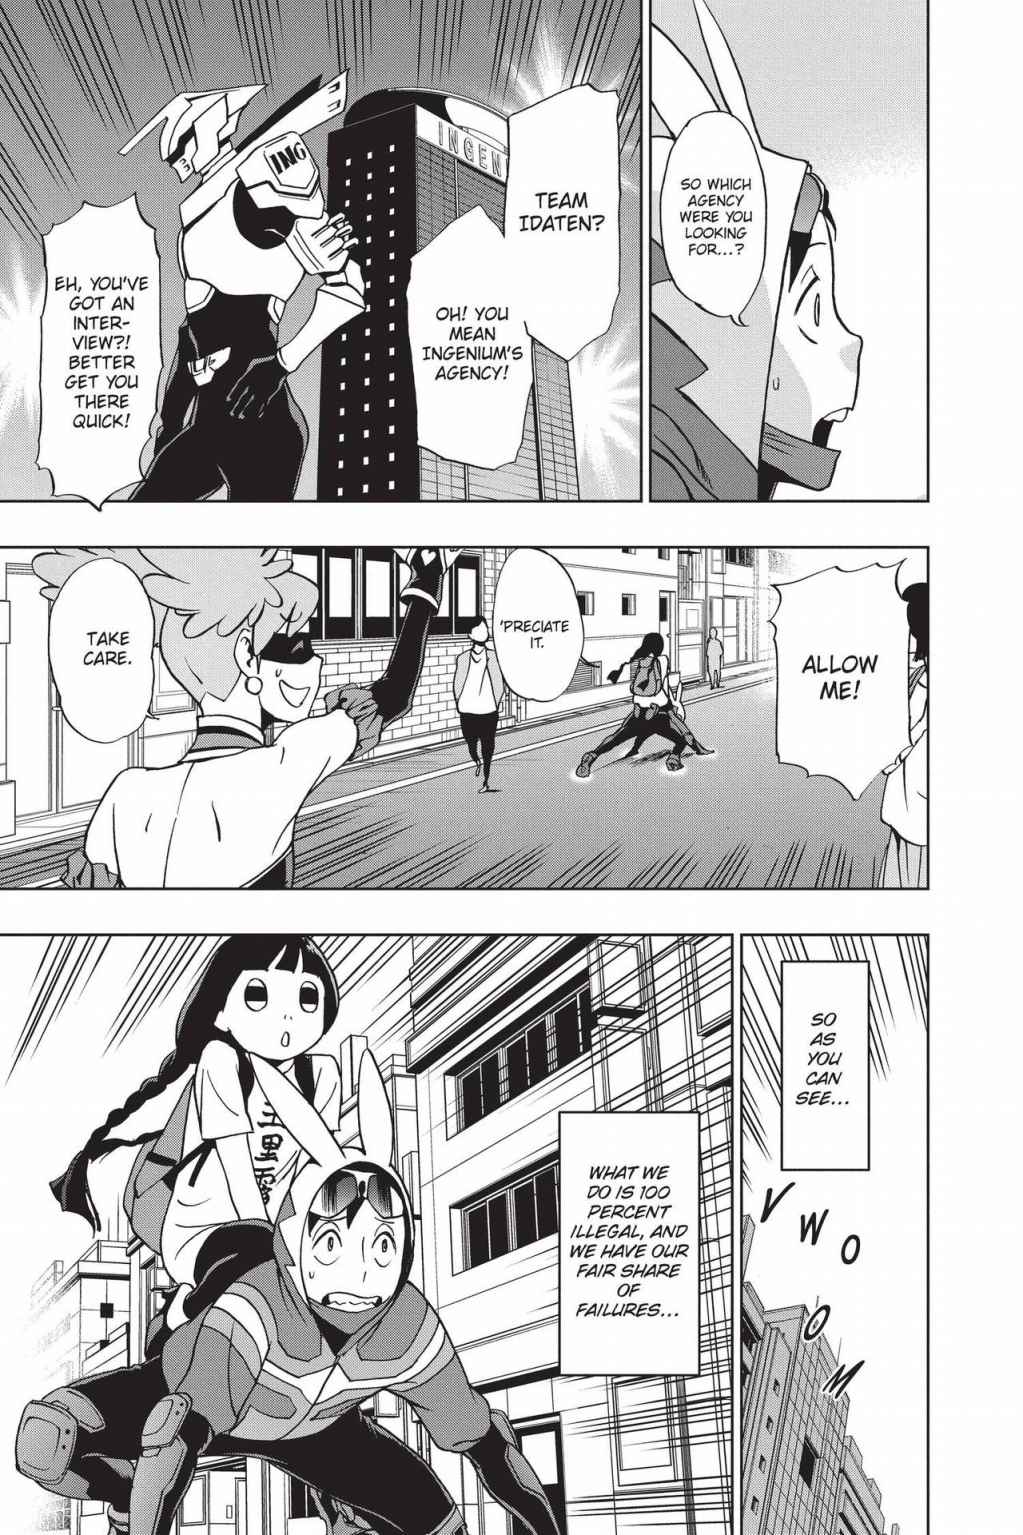 SO WHICH
AGENCY
WERE YOU
LOOKING
FOR...?
TEAM
IDATEN?
OH! YOU
MEAN
INGENIUM'S
AGENCY!
INGENI
ING
EH, YOU'VE
GOT AN
INTER-
VIEW?!
BETTER
GET YOU
THERE
QUICK!
ALLOW
ME!
'PRECIATE
IT.
TAKE
CARE.
SO
AS
YOU
CAN
SEE...
VWOOM
WHAT WE
DO IS 100
PERCENT
ILLEGAL, AND
WE HAVE OUR
FAIR SHARE
OF
FAILURES...